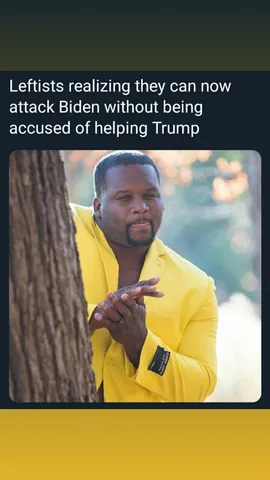 Leftists realizing they can now
attack Biden without being
accused of helping Trump